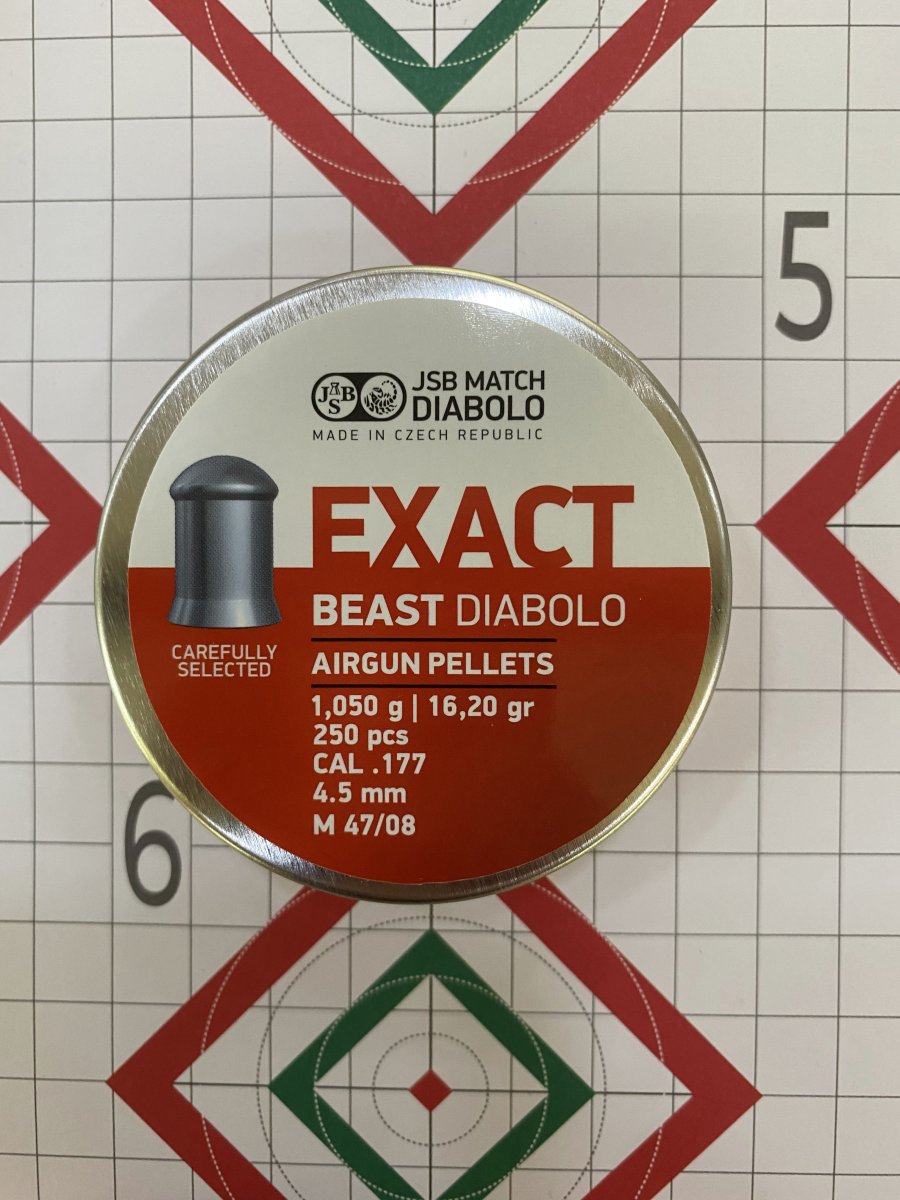 5
JSB
JSB MATCH
DIABOLO
MADE IN CZECH REPUBLIC
EXACT
BEAST DIABOLO
CAREFULLY
SELECTED
AIRGUN PELLETS
1,050 g | 16,20 gr
250 pcs
CAL .177
4.5 mm
M 47/08
6